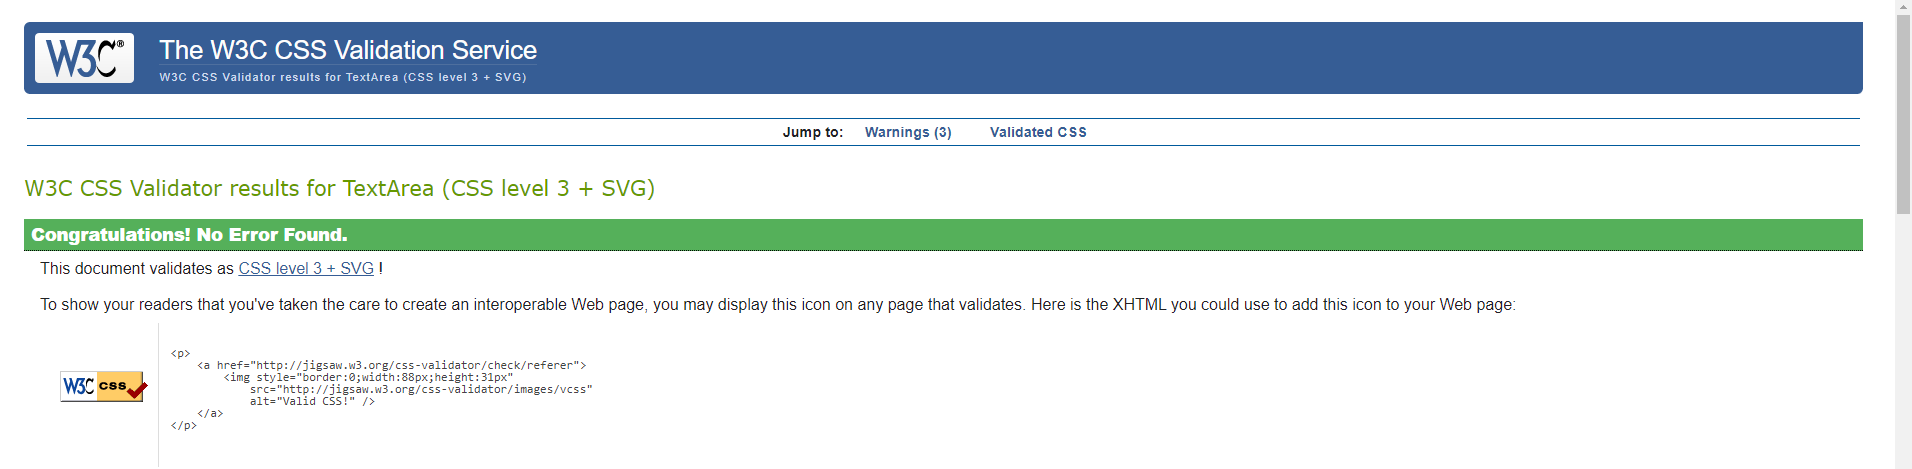 W3C®
The W3C CSS Validation Service
W3C CSS Validator results for TextArea (CSS level 3 + SVG)
Jump to: Warnings (3) Validated CSS
W3C CSS Validator results for TextArea (CSS level 3 + SVG)
Congratulations! No Error Found.
This document validates as CSS level 3 + SVG !
To show your readers that you've taken the care to create an interoperable Web page, you may display this icon on any page that validates. Here is the XHTML you could use to add this icon to your Web page:
W3C css
<p>
    <a href="http://jigsaw.w3.org/css-validator/check/referer">
        <img style="border:0;width:88px;height:31px"
            src="http://jigsaw.w3.org/css-validator/images/vcss"
            alt="Valid CSS!" />
    </a>
</p>